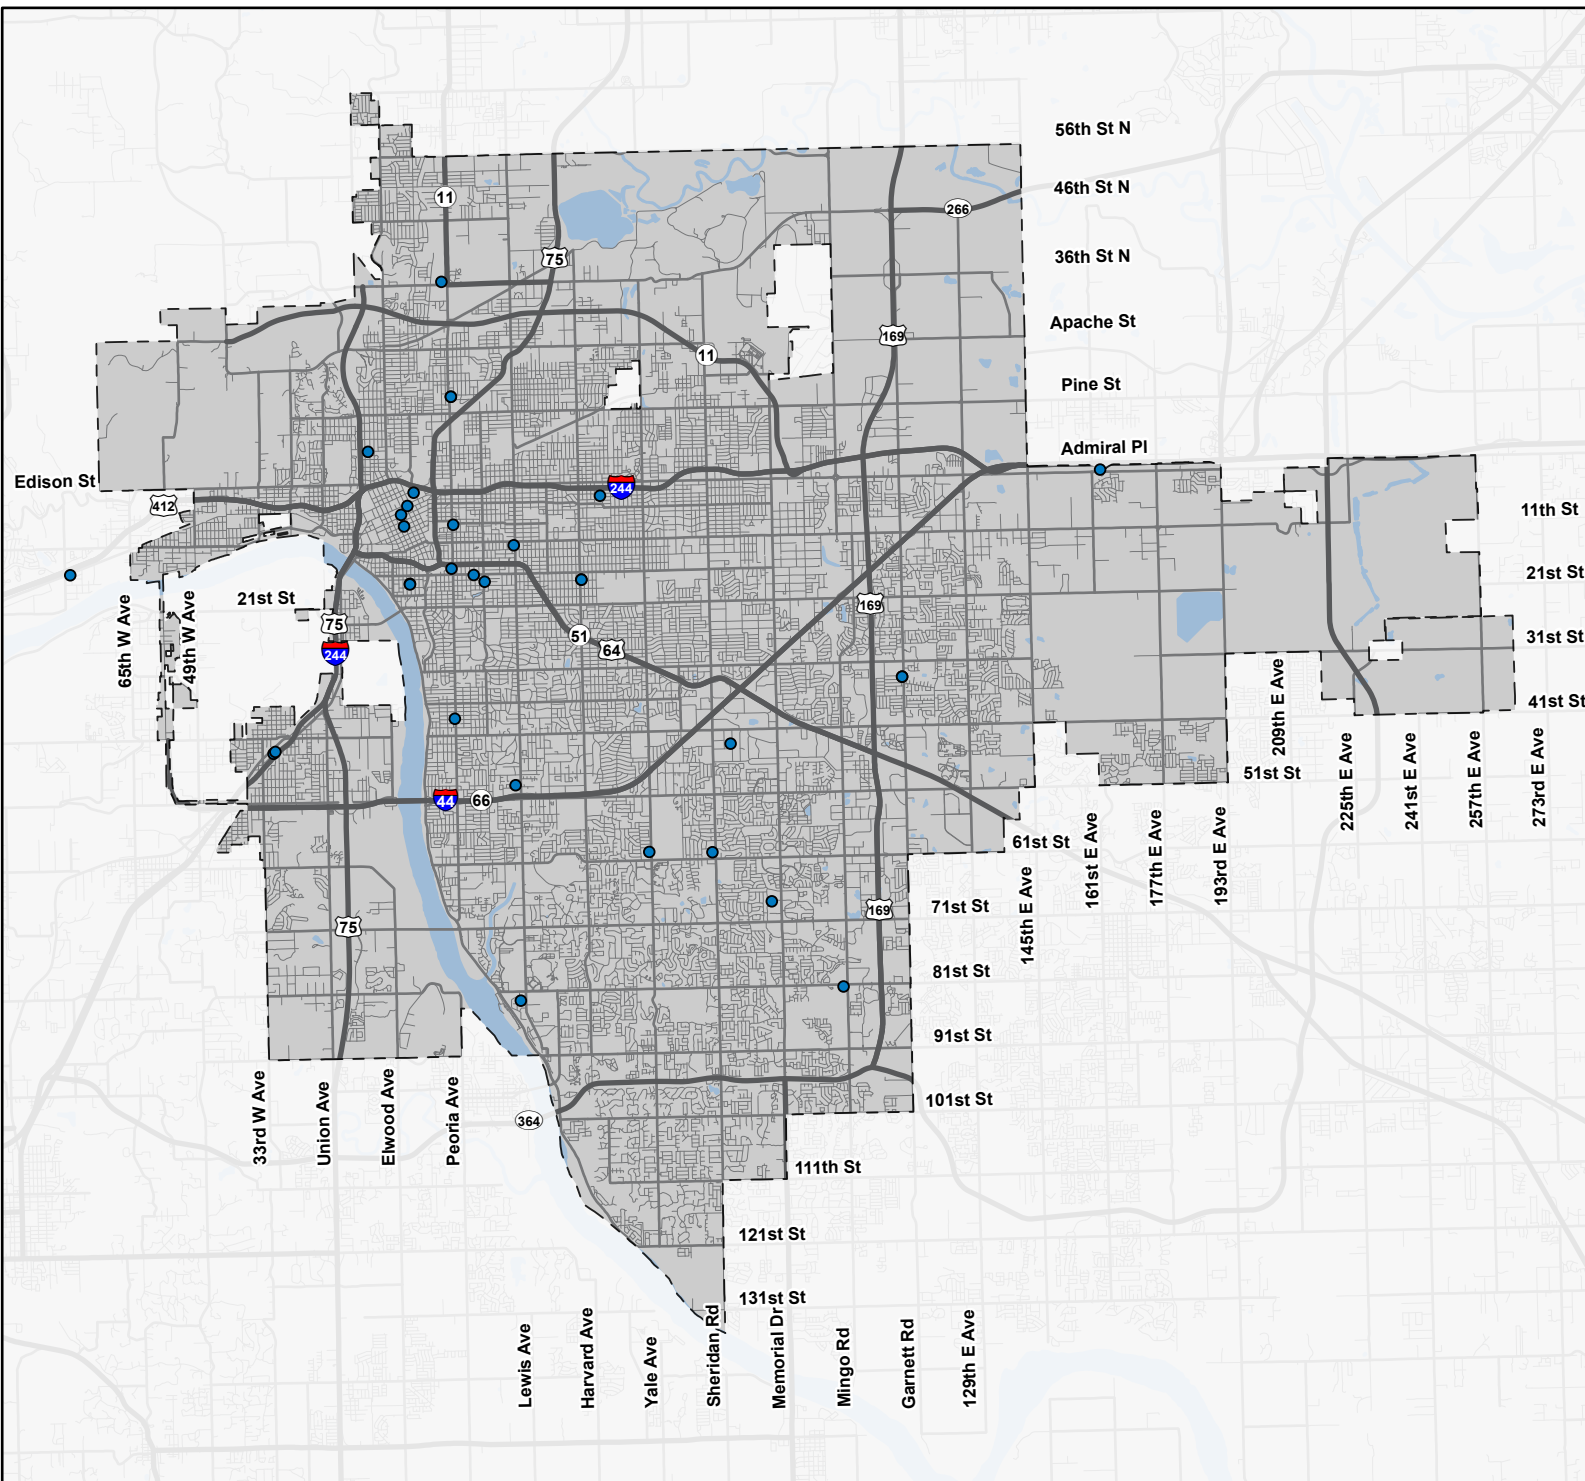 56th St N
46th St N
11
266
36th St N
75
Apache St
169
11
Pine St
Admiral Pl
Edison St
244
412
11th St
21st St
21st St
169
75
51
31st St
64
244
65th W Ave
49th W Ave
41st St
209th E Ave
51st St
44
66
225th E Ave
241st E Ave
257th E Ave
273rd E Ave
61st St
161st E Ave
177th E Ave
193rd E Ave
145th E Ave
71st St
169
75
81st St
91st St
101st St
33rd W Ave
Union Ave
Elwood Ave
Peoria Ave
364
111th St
121st St
131st St
Lewis Ave
Harvard Ave
Yale Ave
Sheridan Rd
Memorial Dr
Mingo Rd
Garnett Rd
129th E Ave